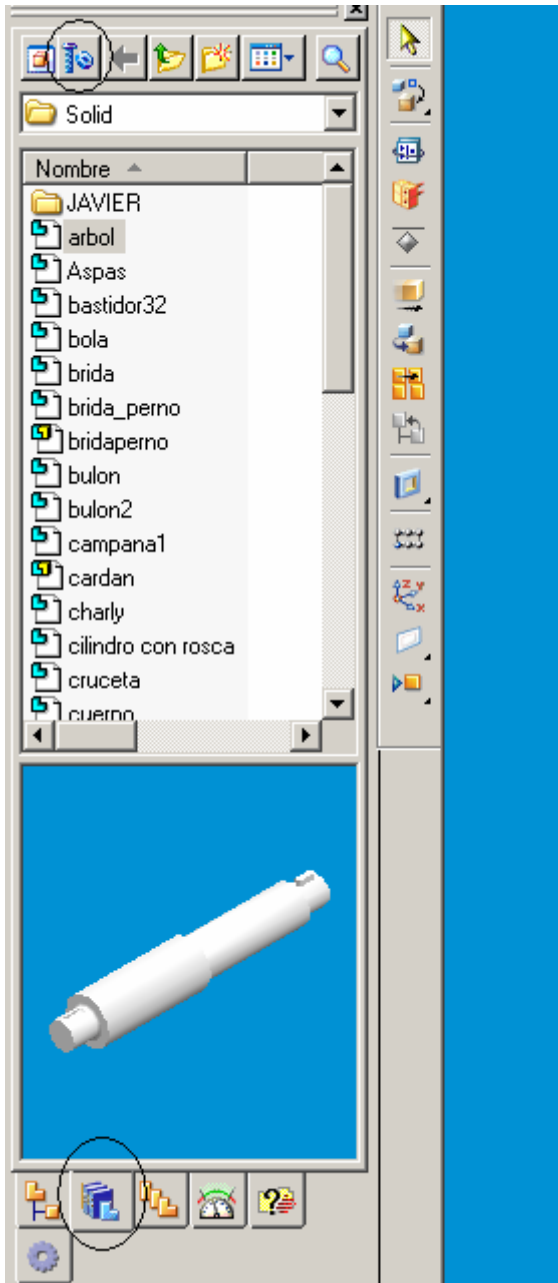 Solid
Nombre
JAVIER
arbol
Aspas
bastidor32
bola
brida
brida_perno
bridaperno
bulon
bulon2
campana1
cardan
charly
cilindro con rosca
cruceta
cuerpo